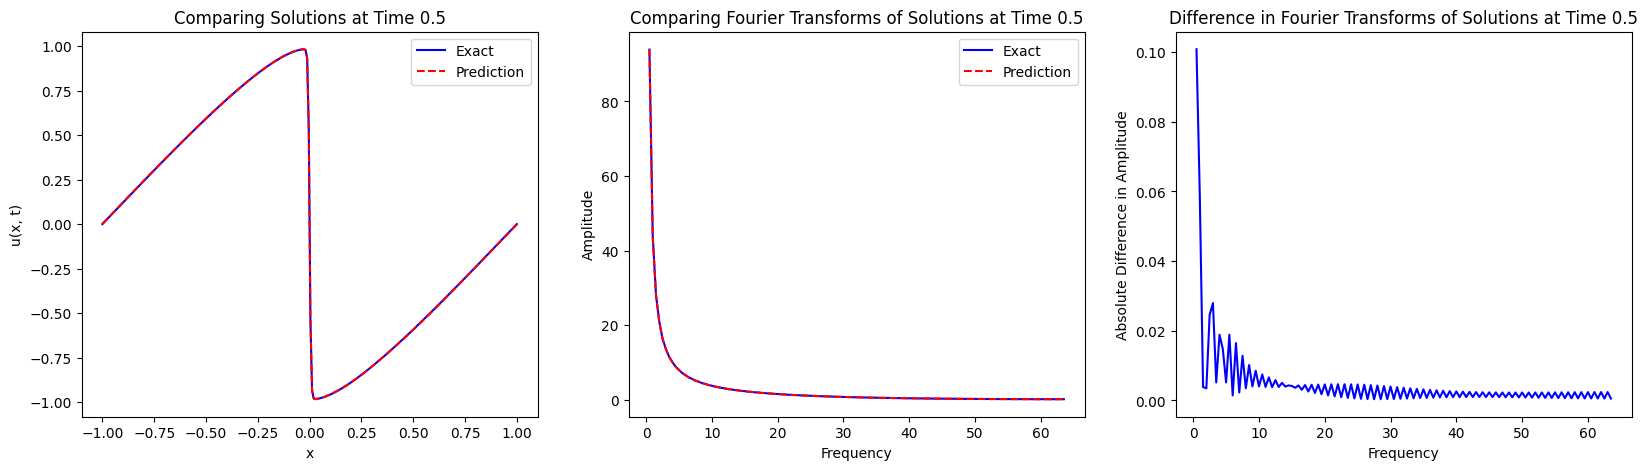 Comparing Solutions at Time 0.5
1.00
0.75
0.50
0.25
0.00
−0.25
−0.50
−0.75
−1.00
u(x, t)
Exact
Prediction
−1.00 −0.75 −0.50 −0.25 0.00 0.25 0.50 0.75 1.00
x
Comparing Fourier Transforms of Solutions at Time 0.5
80
60
40
20
0
Amplitude
Exact
Prediction
0 10 20 30 40 50 60
Frequency
Difference in Fourier Transforms of Solutions at Time 0.5
0.10
0.08
0.06
0.04
0.02
0.00
Absolute Difference in Amplitude
0 10 20 30 40 50 60
Frequency